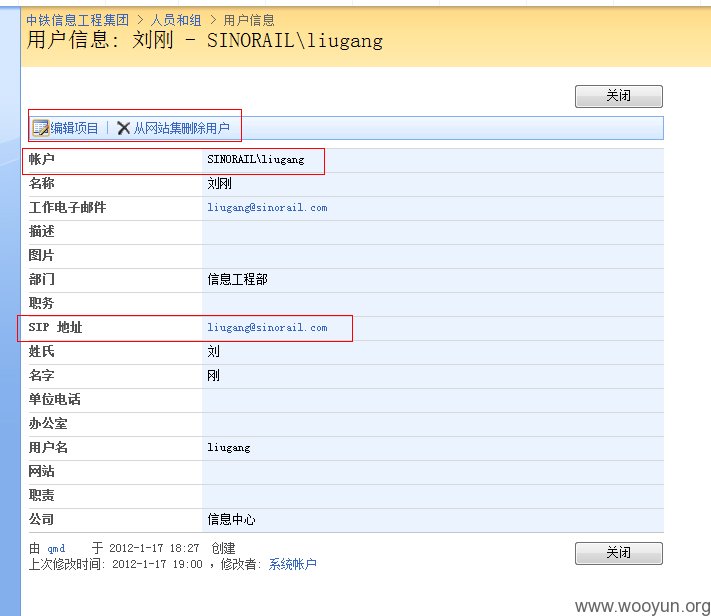 中铁信息工程集团 > 人员和组 > 用户信息
用户信息: 刘刚 - SINORAIL\liugang
关闭
编辑项目 | 从网站集删除用户
帐户 SINORAIL\liugang
名称 刘刚
工作电子邮件 liugang@sinorail.com
描述
图片
部门 信息工程部
职务
SIP 地址 liugang@sinorail.com
姓氏 刘
名字 刚
单位电话
办公室
用户名 liugang
网站
职责
公司 信息中心
由 qmd 于 2012-1-17 18:27 创建
关闭
上次修改时间: 2012-1-17 19:00 , 修改者: 系统帐户
www.wooyun.org